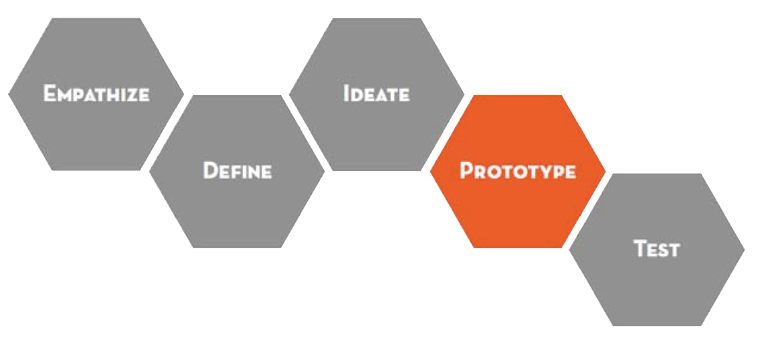 Empathize
Define
Ideate
Prototype
Test